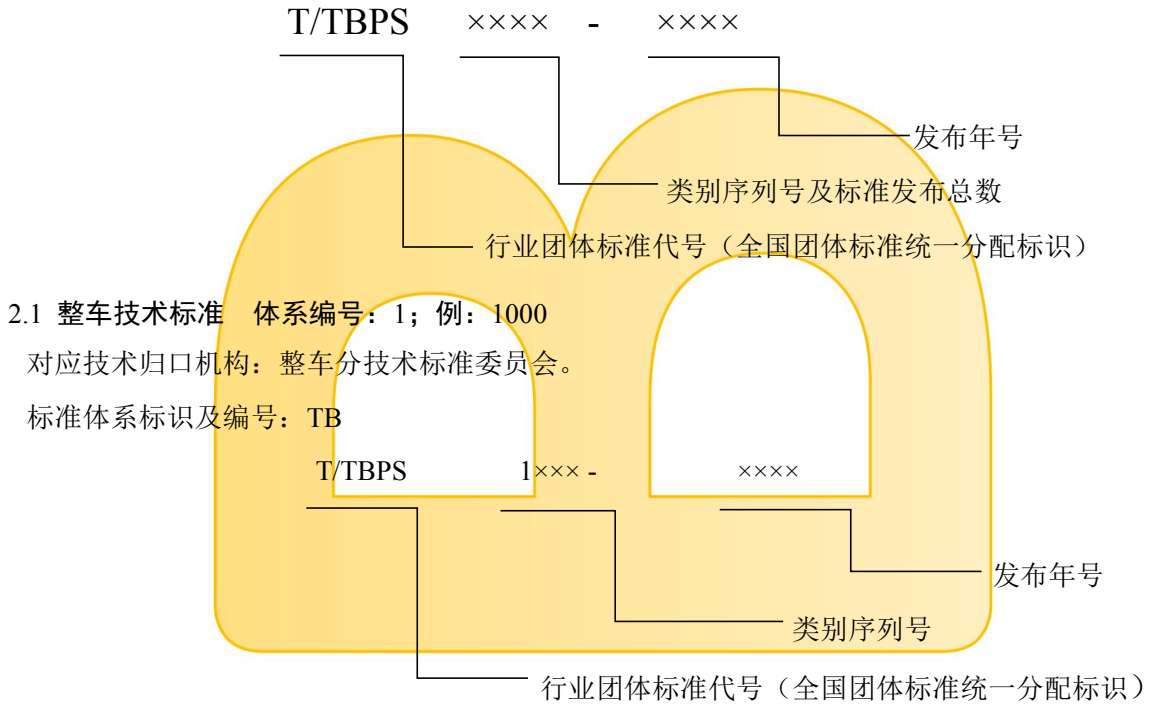 T/TBPS ×××× - ××××
发布年号
类别序列号及标准发布总数
行业团体标准代号（全国团体标准统一分配标识）
2.1 整车技术标准 体系编号：1；例：1000
对应技术归口机构：整车分技术标准委员会。
标准体系标识及编号：TB
T/TBPS 1××× - ××××
发布年号
类别序列号
行业团体标准代号（全国团体标准统一分配标识）